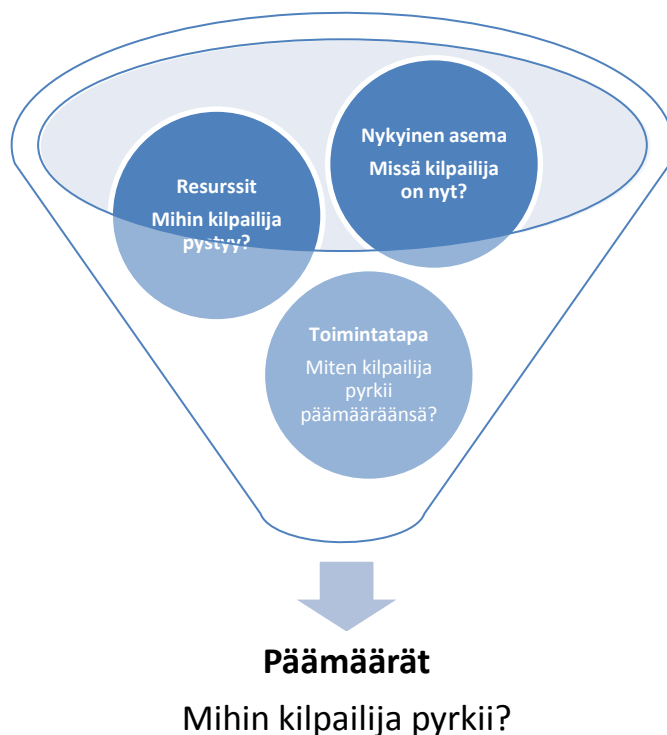 Nykyinen asema
Missä kilpailija
on nyt?
Resurssit
Mihin kilpailija
pystyy?
Toimintatapa
Miten kilpailija
pyrkii
päämääräänsä?
Päämäärät
Mihin kilpailija pyrkii?